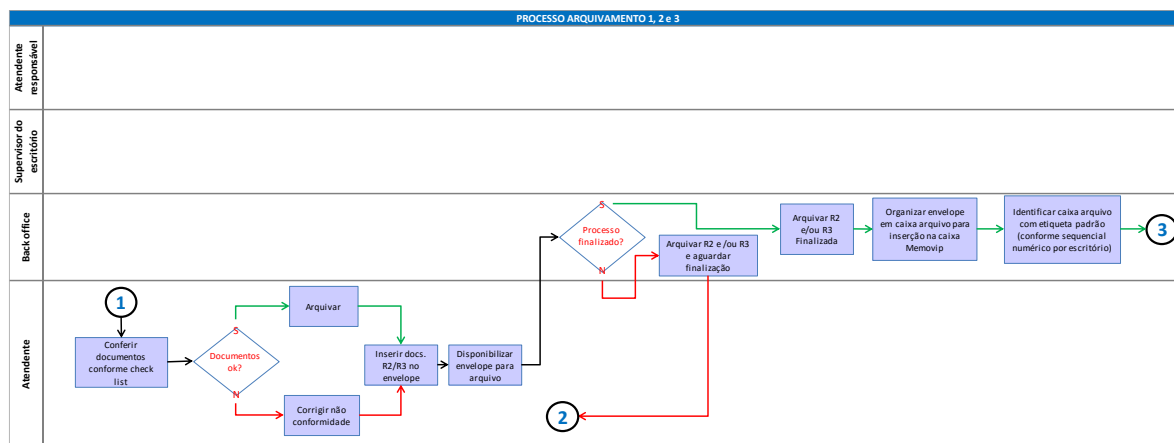 PROCESSO ARQUIVAMENTO 1, 2 e 3
Atendente
responsável
Supervisor do
escritório
Back office
S
Processo
finalizado?
N
Arquivar R2 e /ou R3
e aguardar
finalização
Arquivar R2
e/ou R3
Finalizada
Organizar envelope
em caixa arquivo para
inserção na caixa
Memovip
Identificar caixa arquivo
com etiqueta padrão
(conforme sequencial
numérico por escritório)
3
Atendente
1
Conferir
documentos
conforme check
list
S
Documentos
ok?
N
Arquivar
Corrigir não
conformidade
Inserir docs.
R2/R3 no
envelope
Disponibilizar
envelope para
arquivo
2